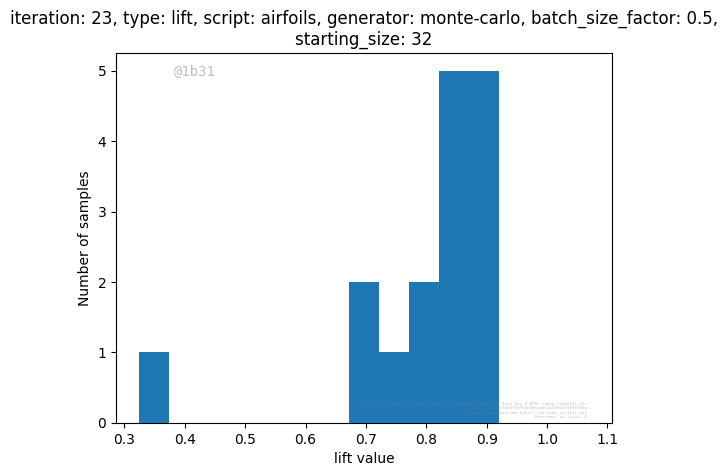 iteration: 23, type: lift, script: airfoils, generator: monte-carlo, batch_size_factor: 0.5,
starting_size: 32
@1b31
5
4
3
2
1
0
Number of samples
0.3 0.4 0.5 0.6 0.7 0.8 0.9 1.0 1.1
lift value